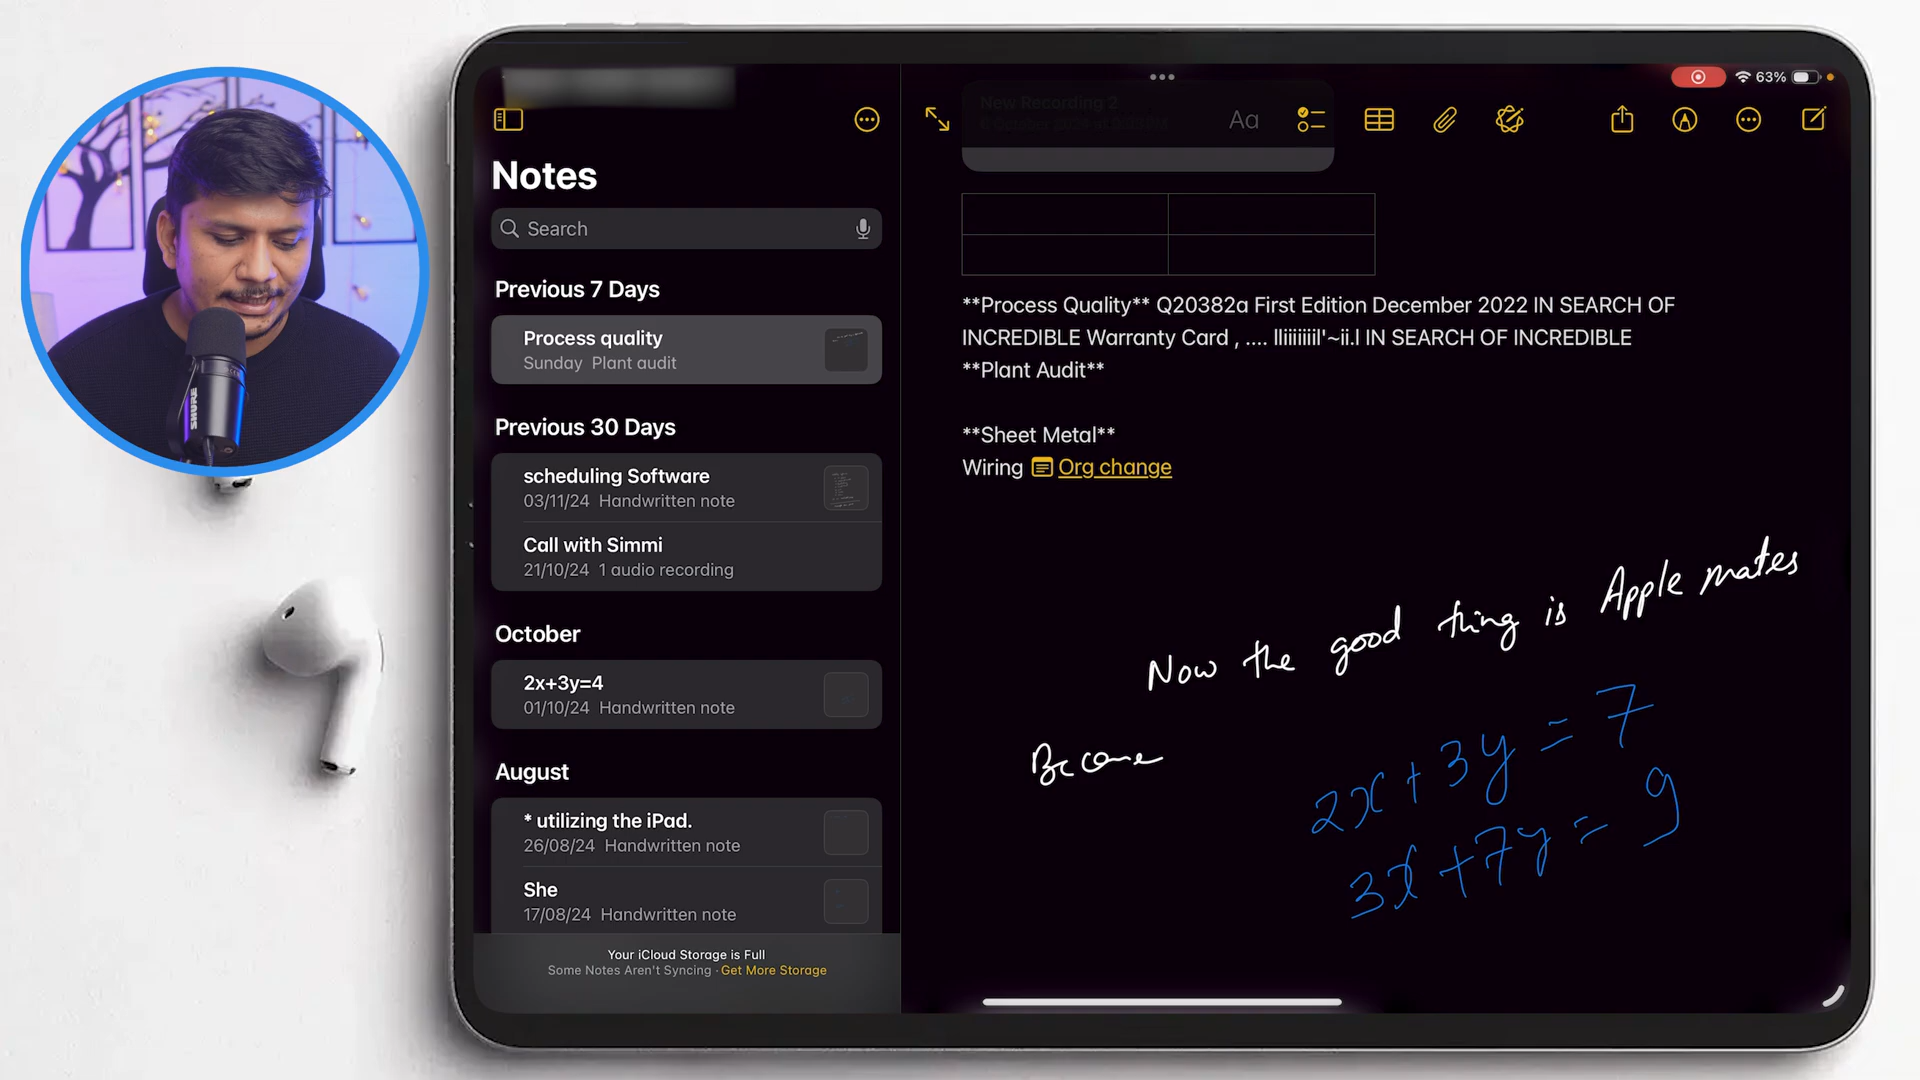 63%
New Recording 2
Aa
Notes
Search
Previous 7 Days
Process quality
Sunday Plant audit
Previous 30 Days
scheduling Software
03/11/24 Handwritten note
Call with Simmi
21/10/24 1 audio recording
October
2x+3y=4
01/10/24 Handwritten note
August
* utilizing the iPad.
26/08/24 Handwritten note
She
17/08/24 Handwritten note
Your iCloud Storage is Full
Some Notes Aren't Syncing · Get More Storage
**Process Quality** Q20382a First Edition December 2022 IN SEARCH OF
INCREDIBLE Warranty Card , .... lliiiiiiiil'~ii.l IN SEARCH OF INCREDIBLE
**Plant Audit**
**Sheet Metal**
Wiring Org change
Now the good thing is Apple mates
2x+3y=7
3x+7y=9
SHURE